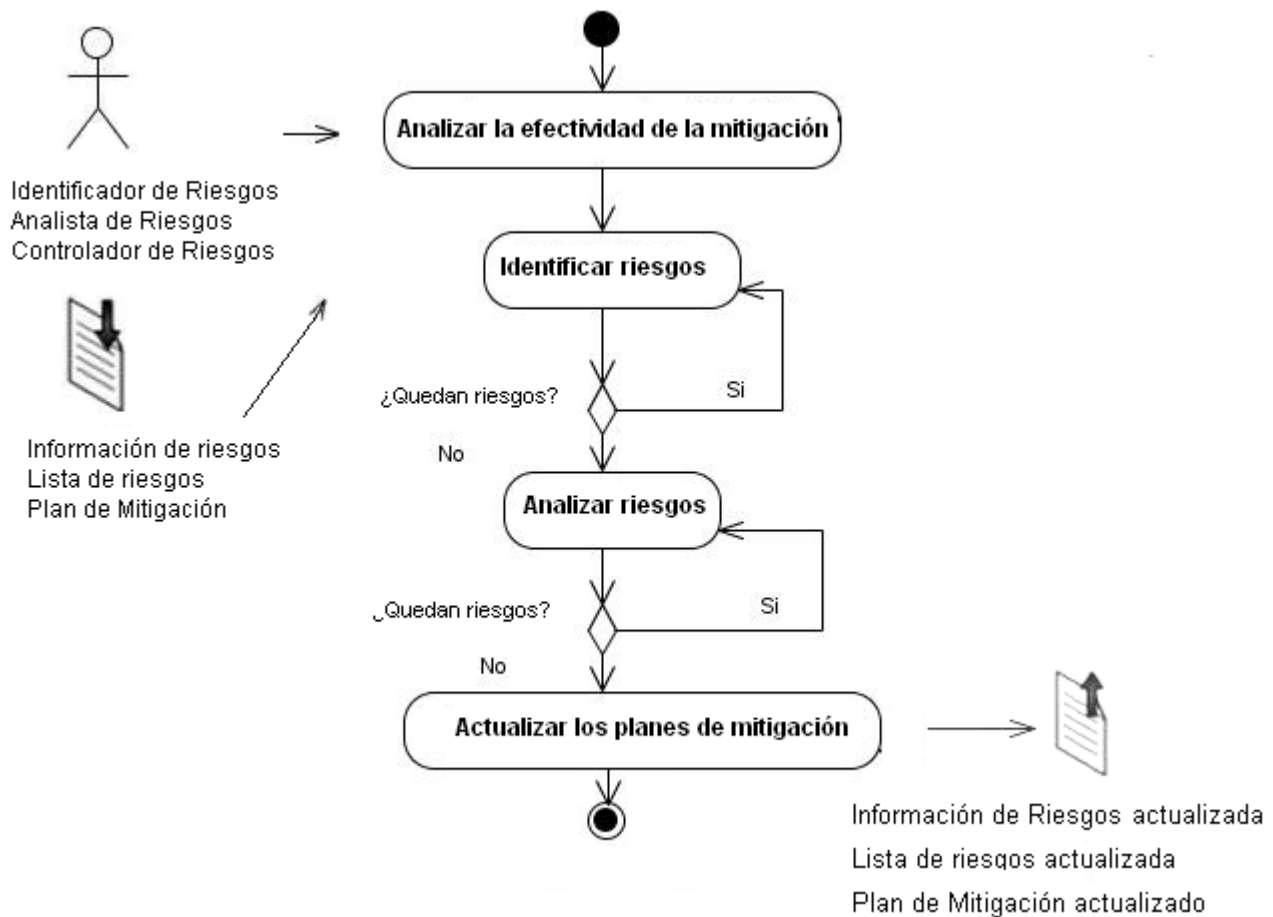 Analizar la efectividad de la mitigación
Identificador de Riesgos
Analista de Riesgos
Controlador de Riesgos
Identificar riesgos
¿Quedan riesgos?
Si
Información de riesgos
Lista de riesgos
Plan de Mitigación
No
Analizar riesgos
¿Quedan riesgos?
Si
No
Actualizar los planes de mitigación
Información de Riesgos actualizada
Lista de riesgos actualizada
Plan de Mitigación actualizado